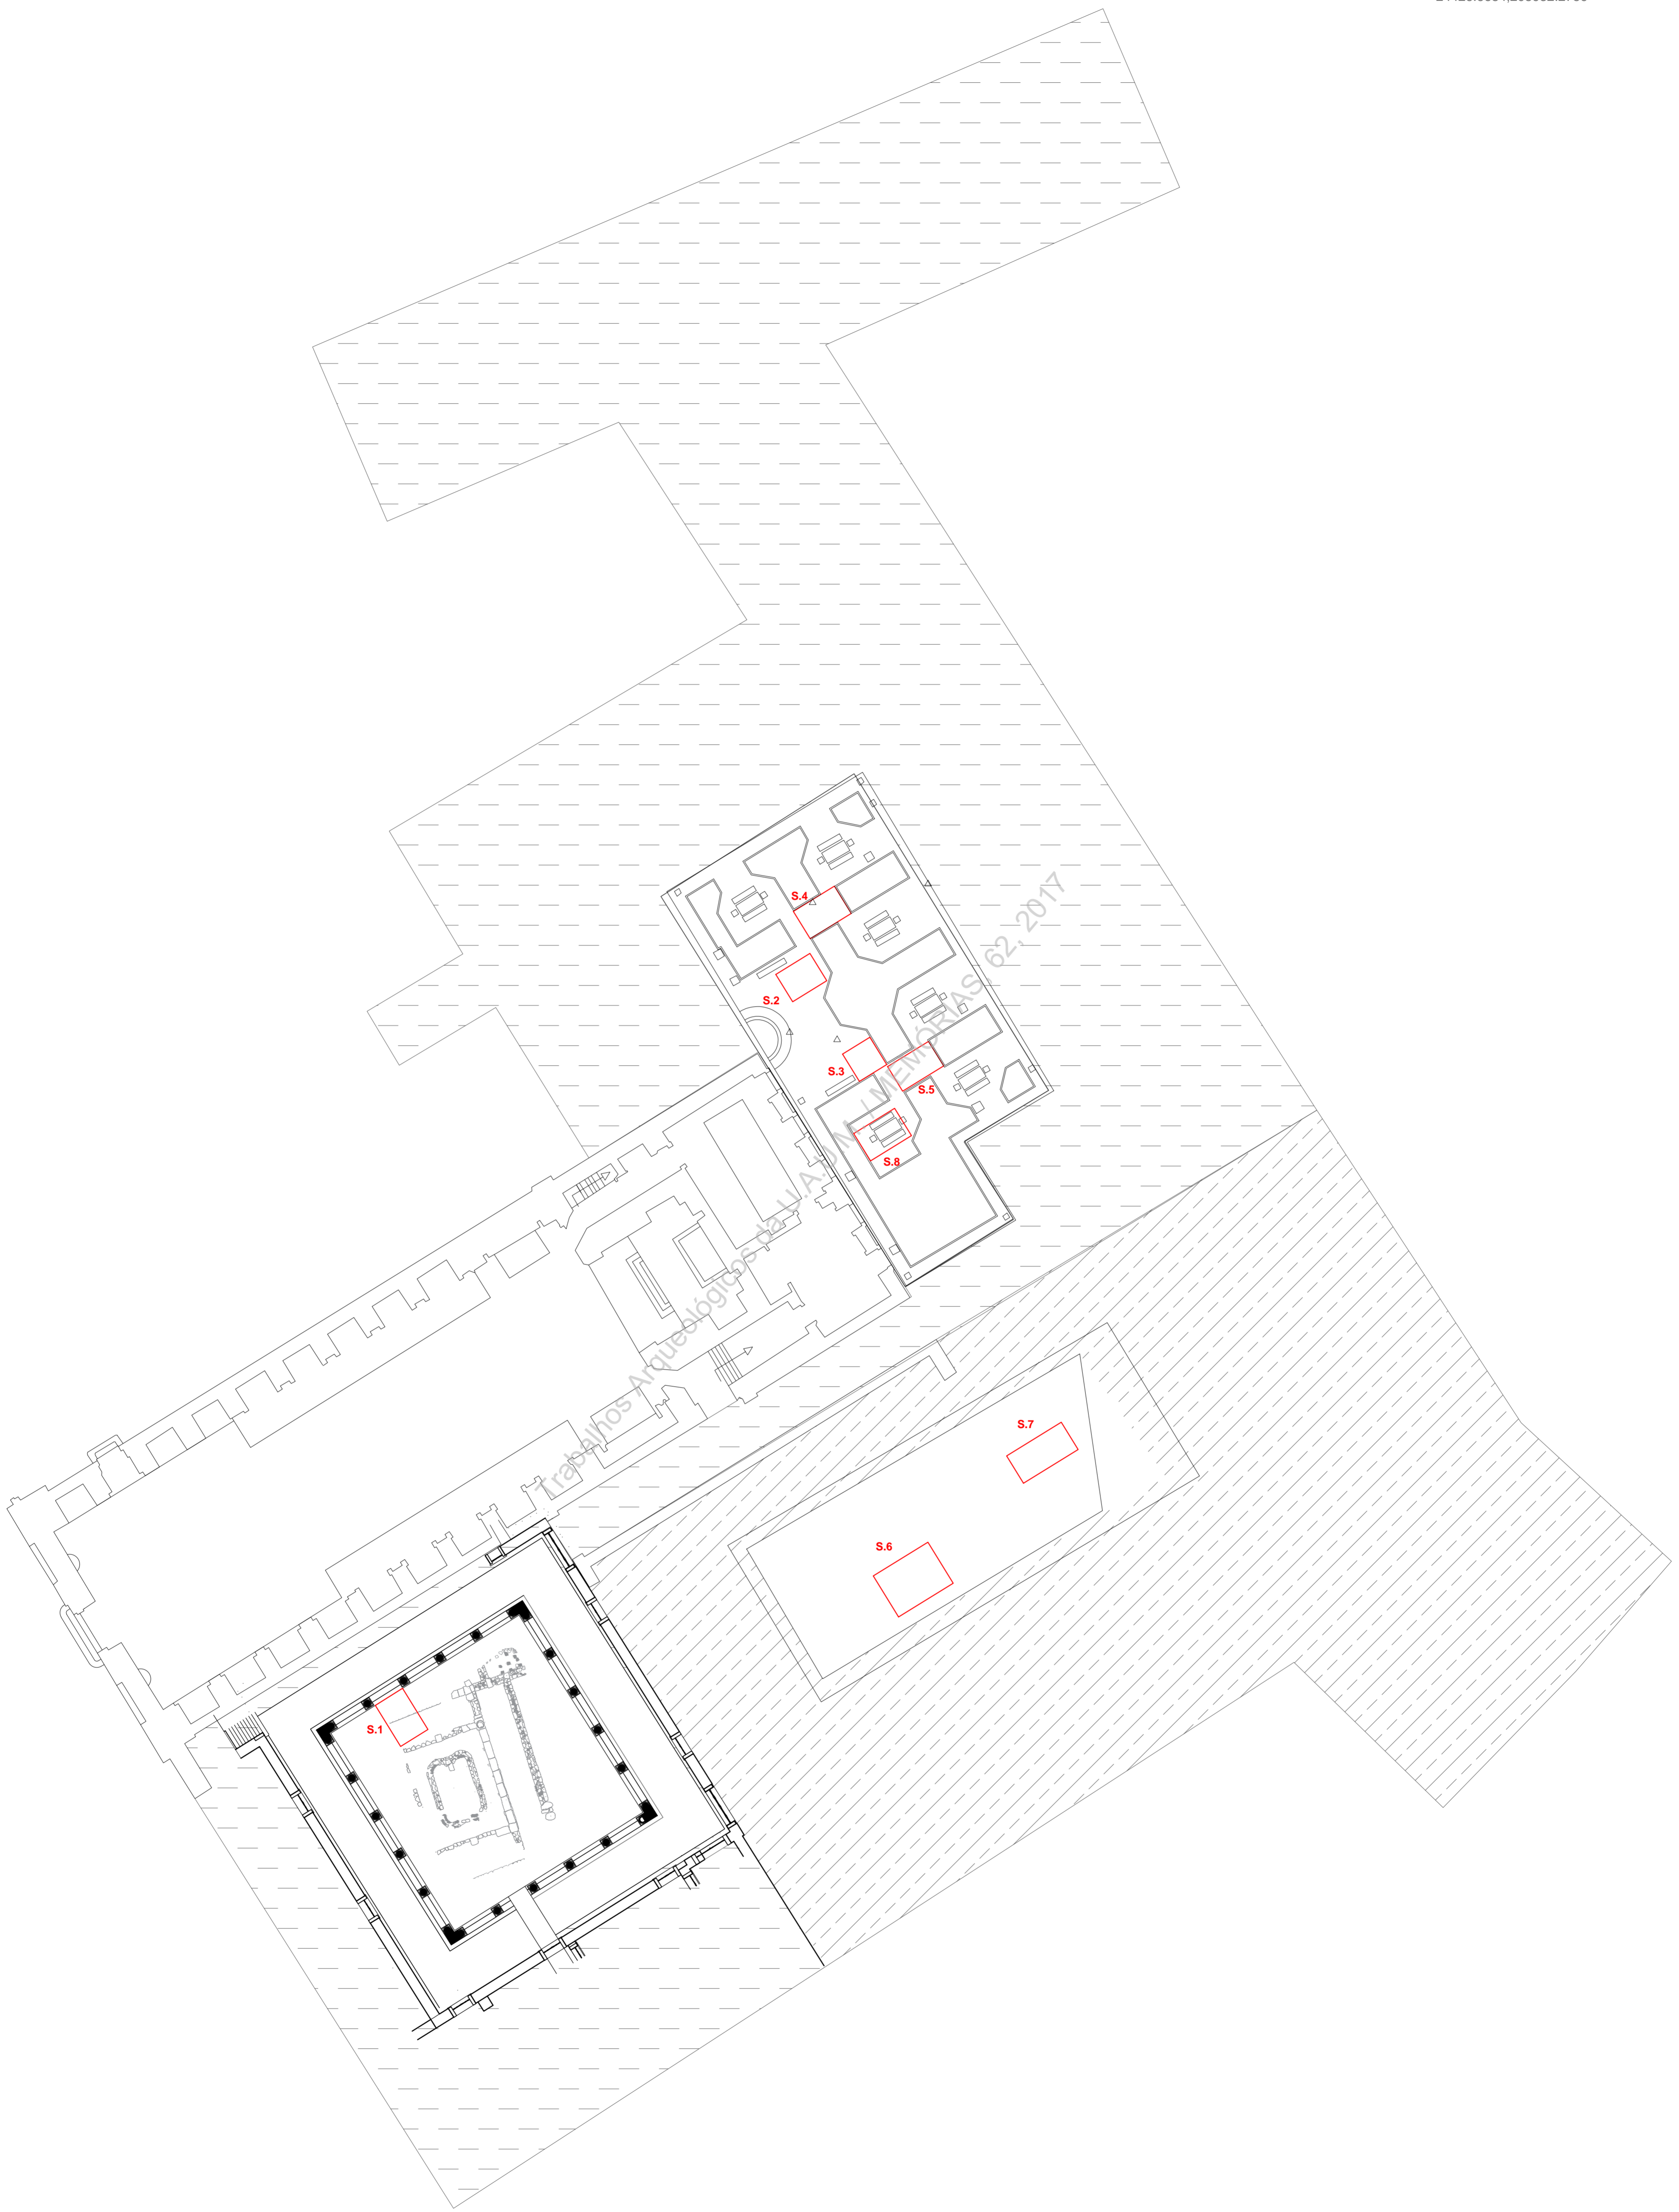 S.4
S.2
S.3
S.5
S.8
S.7
S.6
S.1
Trabalhos Arqueológicos da U.A.U.M. / MEMÓRIAS, 62, 2017